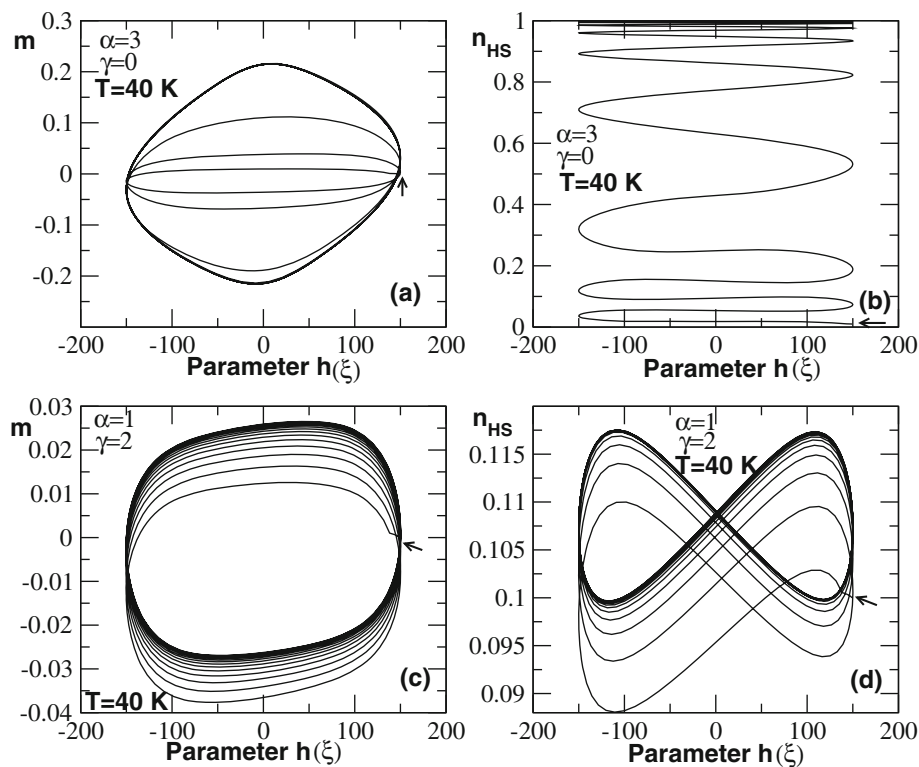 m
0.3
0.2
0.1
0
-0.1
-0.2
α=3
γ=0
T=40 K
(a)
-200 -100 0 100 200
Parameter h(ξ)
n_HS
1
0.8
0.6
0.4
0.2
0
α=3
γ=0
T=40 K
(b)
-200 -100 0 100 200
Parameter h(ξ)
m
0.03
0.02
0.01
0
-0.01
-0.02
-0.03
-0.04
α=1
γ=2
T=40 K
(c)
-200 -100 0 100 200
Parameter h(ξ)
n_HS
0.115
0.11
0.105
0.1
0.095
0.09
α=1
γ=2
T=40 K
(d)
-200 -100 0 100 200
Parameter h(ξ)